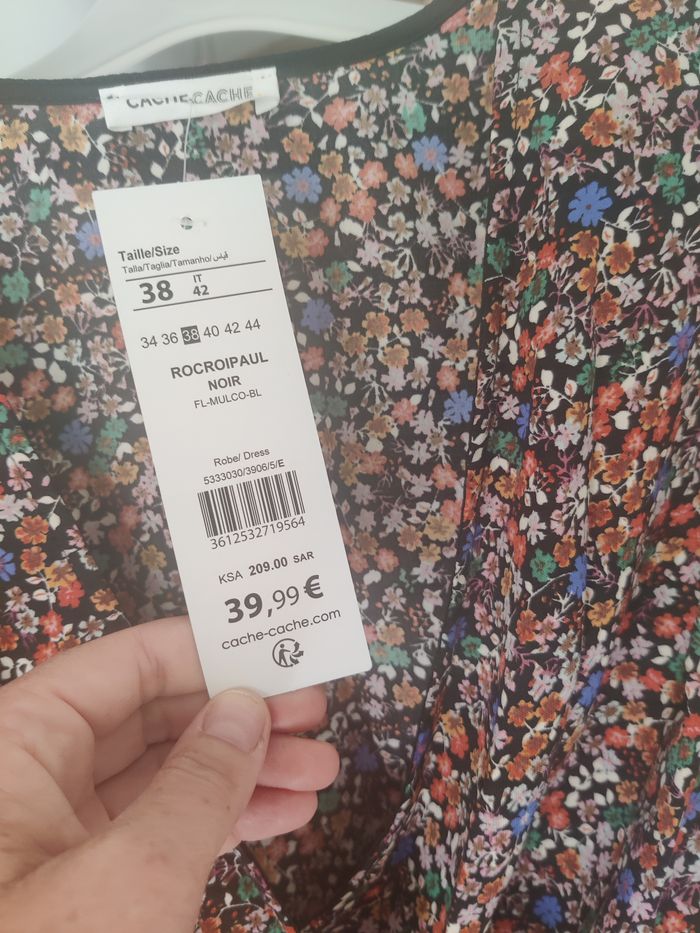 CACHE-CACHE
Taille/Size
Talla/Taglia/Tamanho/قياس
38 IT 42
34 36 38 40 42 44
ROCROIPAUL
NOIR
FL-MULCO-BL
Robe/ Dress
5333030/3906/5/E
3612532719564
KSA 209.00 SAR
39,99€
cache-cache.com